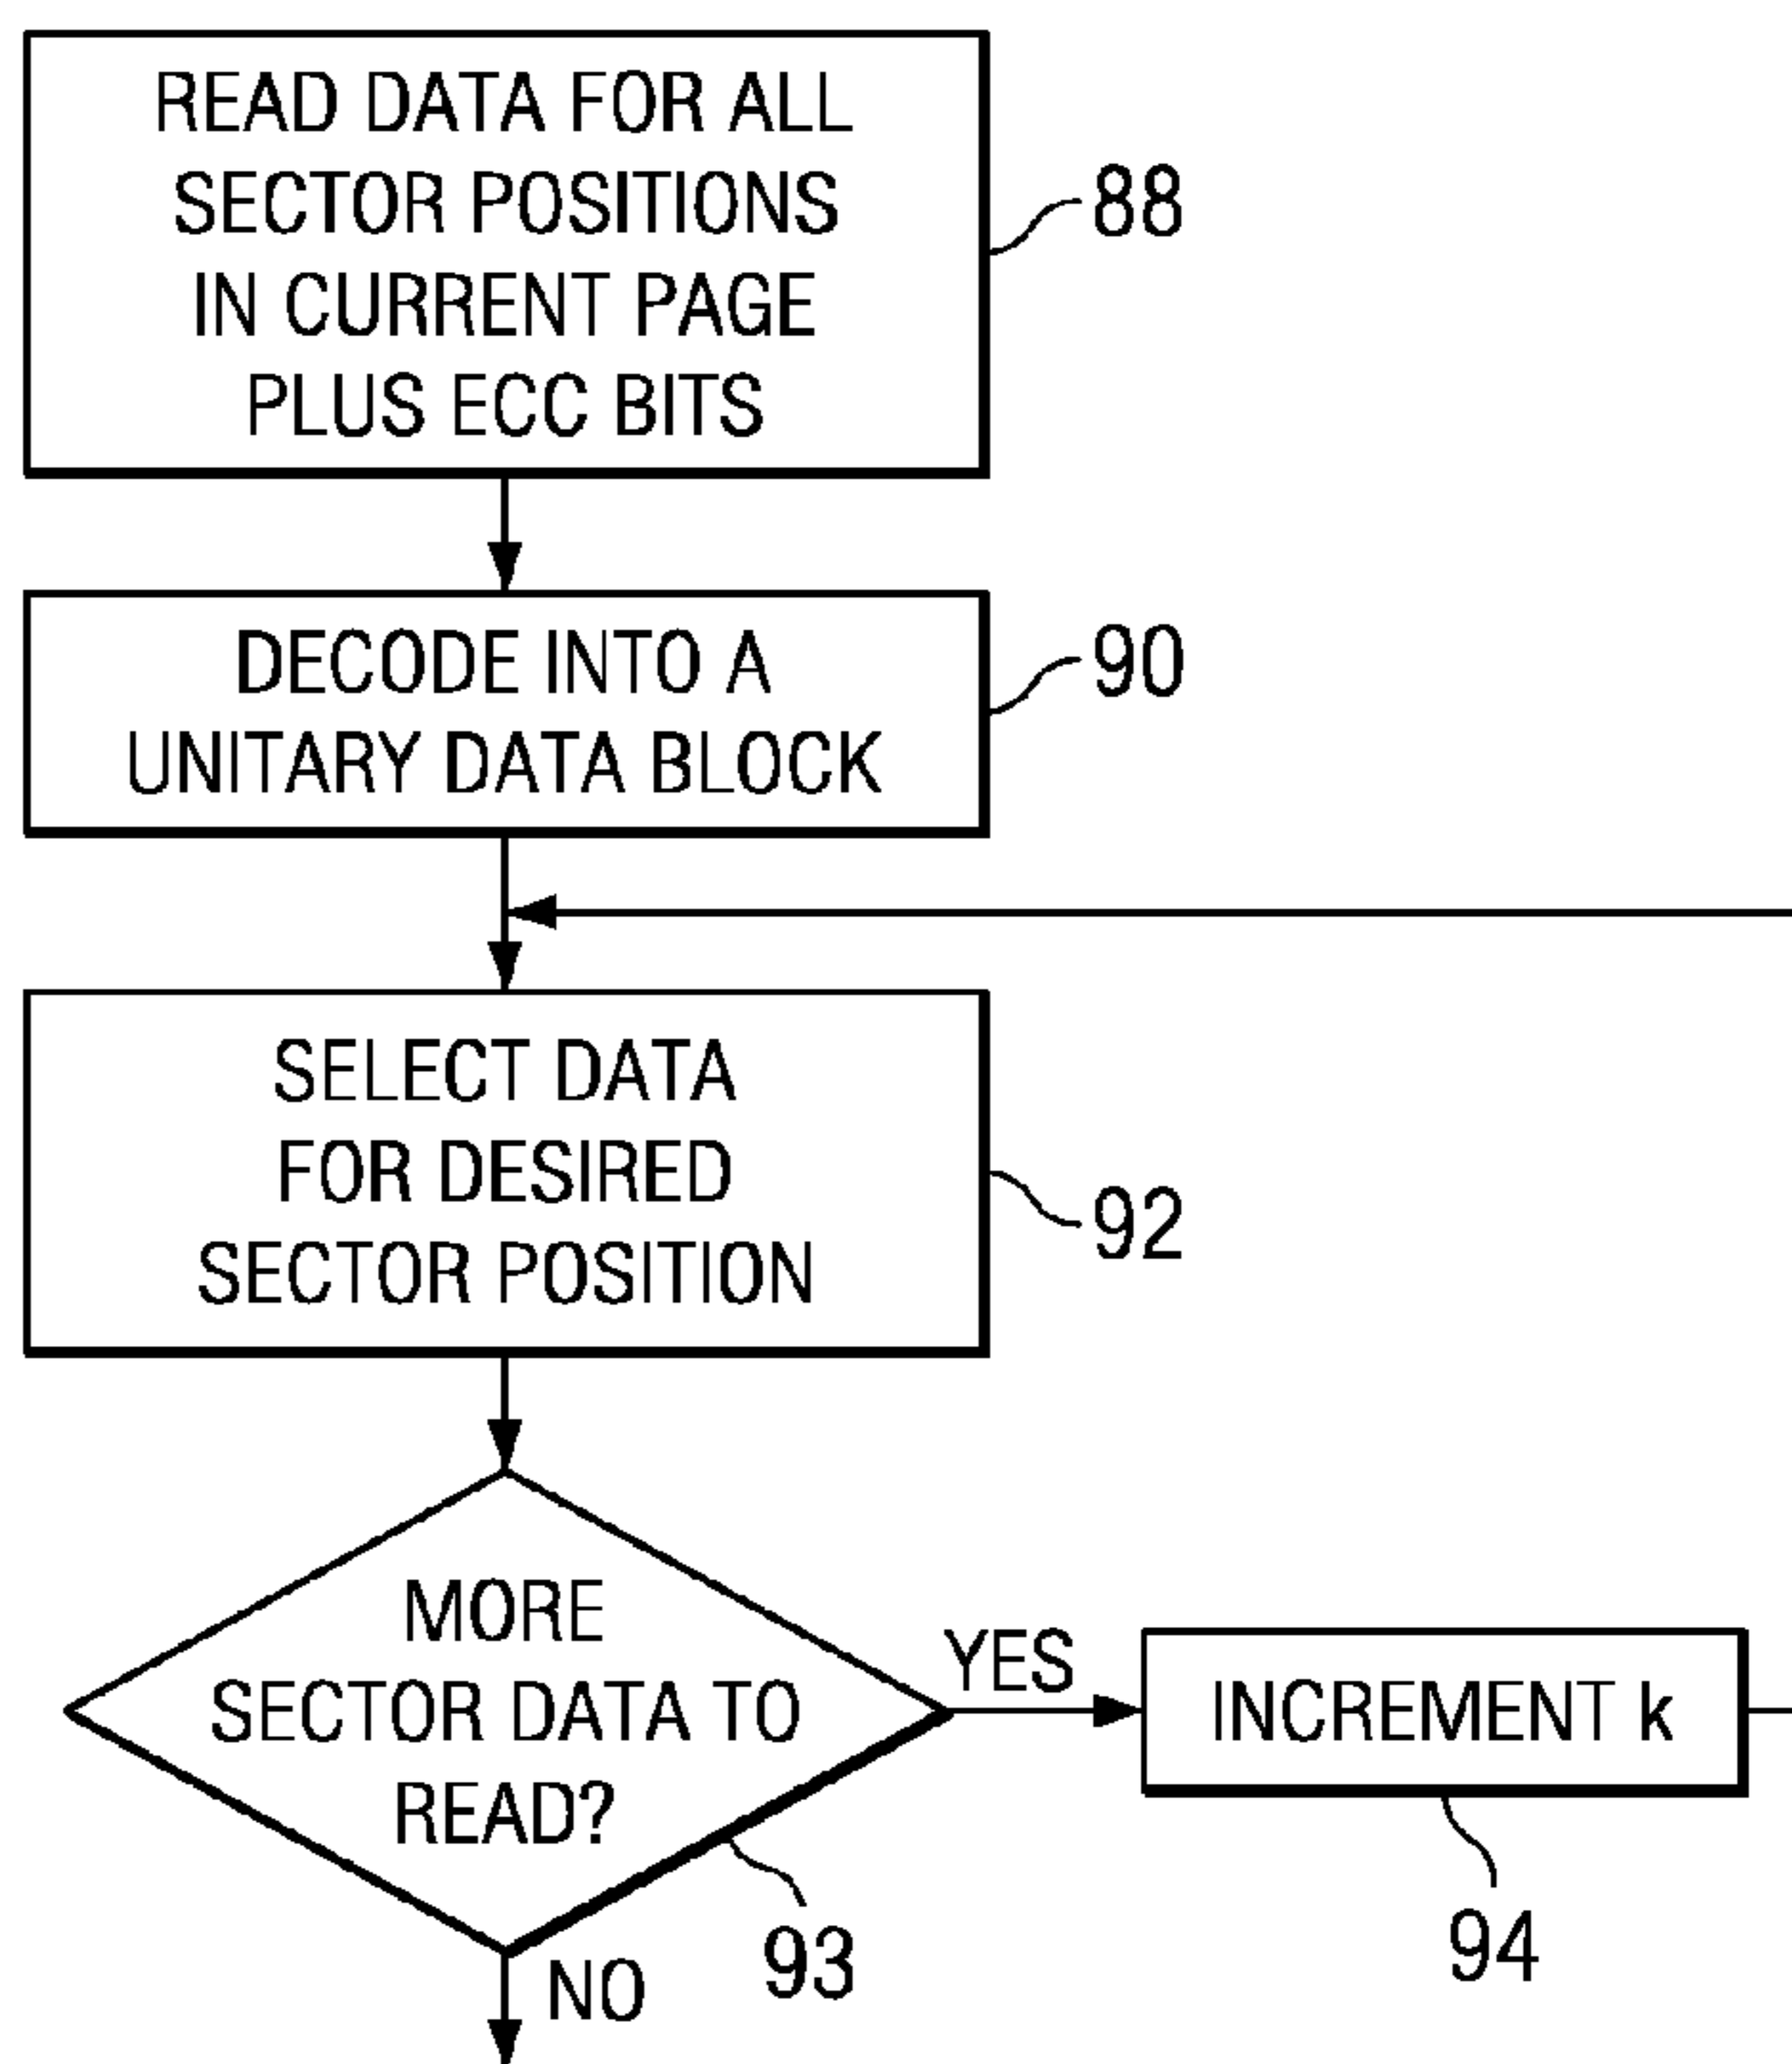 READ DATA FOR ALL
SECTOR POSITIONS
IN CURRENT PAGE
PLUS ECC BITS
88
DECODE INTO A
UNITARY DATA BLOCK
90
SELECT DATA
FOR DESIRED
SECTOR POSITION
92
MORE
SECTOR DATA TO
READ?
93
YES
INCREMENT k
94
NO